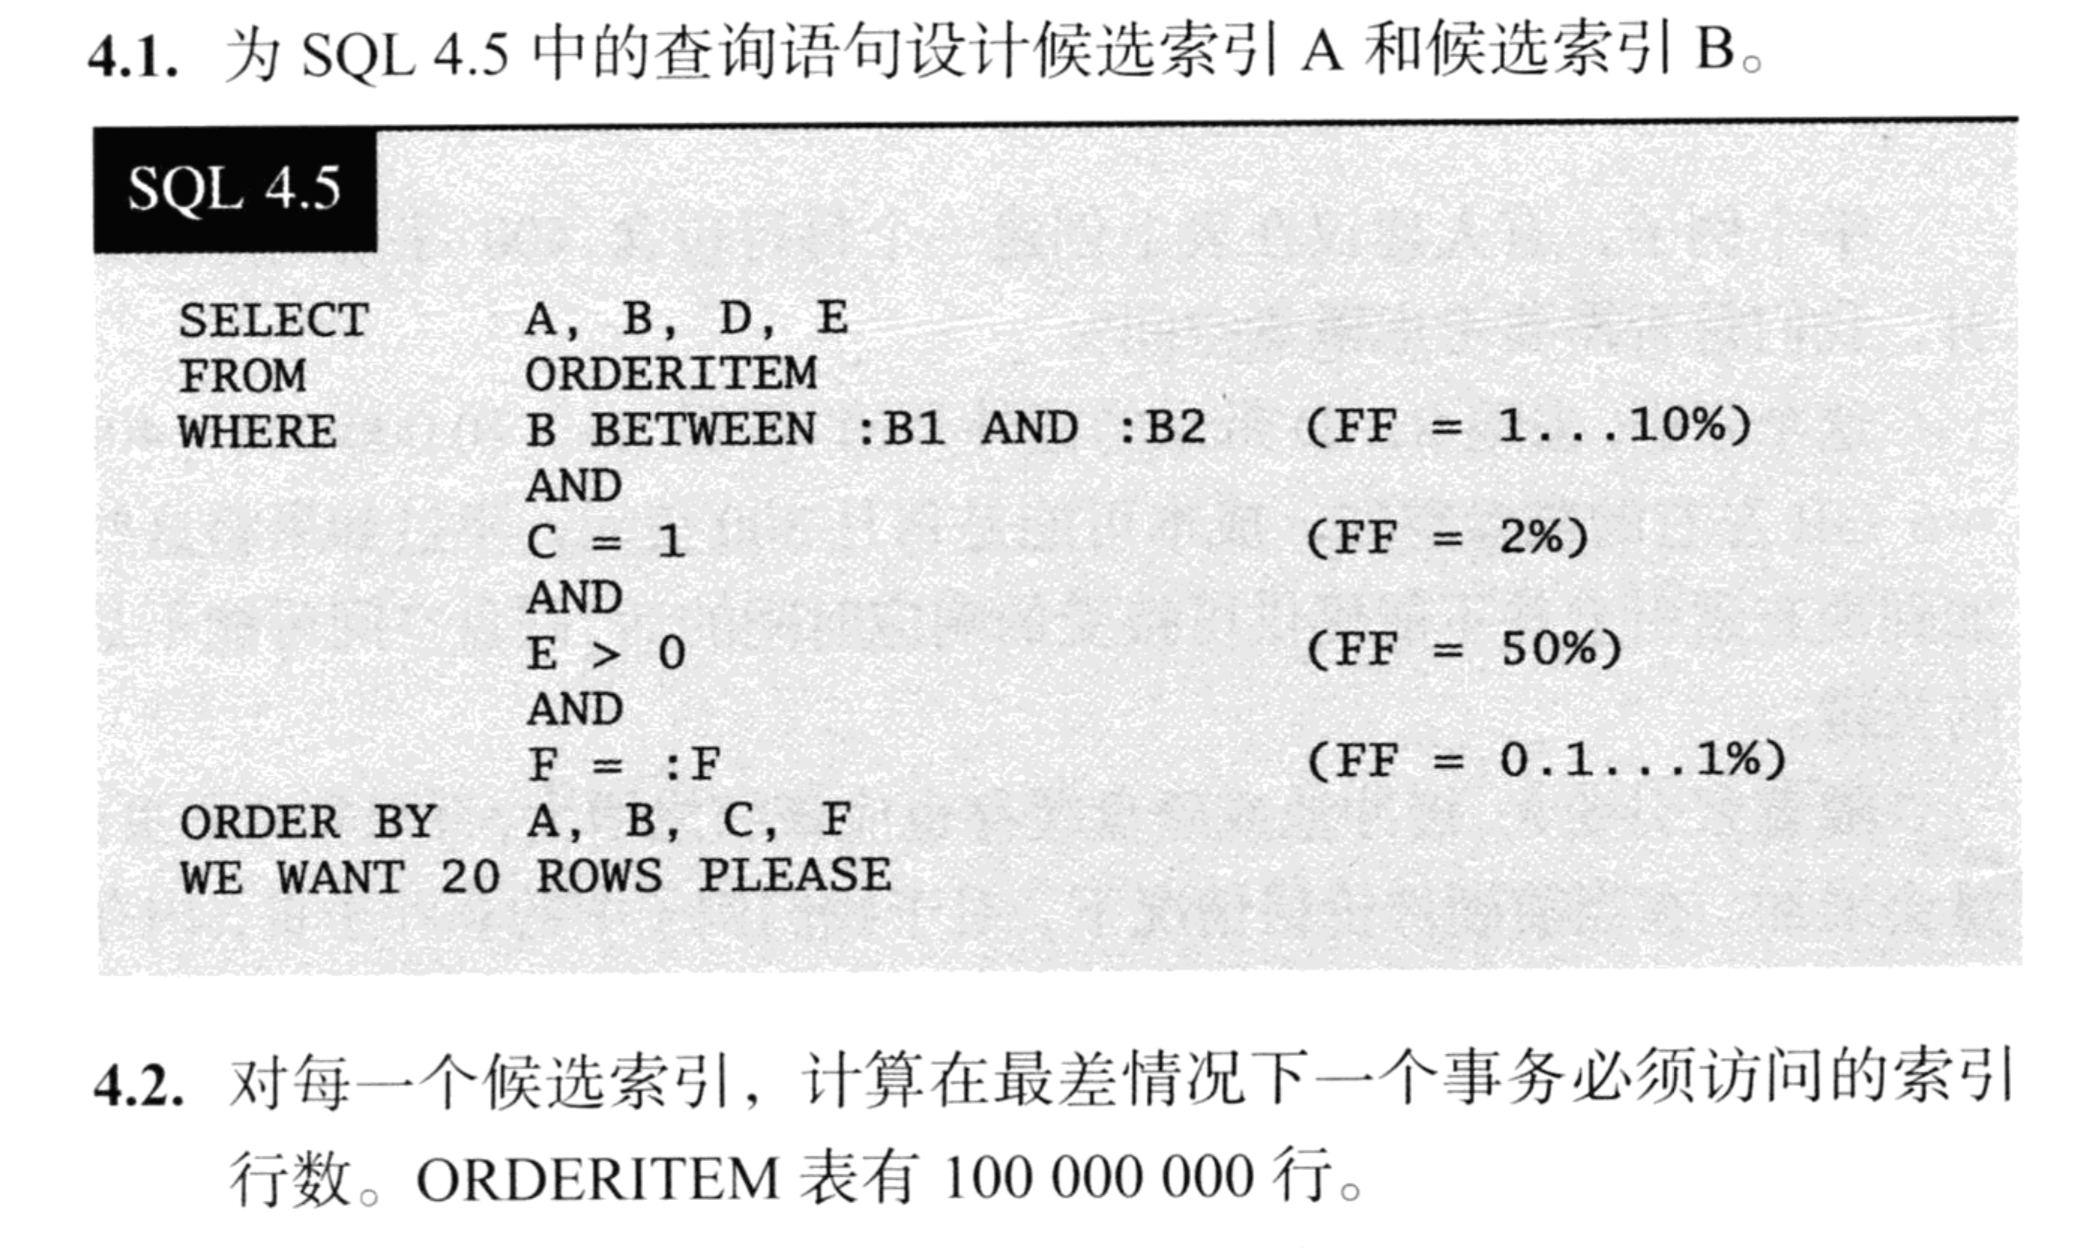 4.1. 为 SQL 4.5 中的查询语句设计候选索引 A 和候选索引 B。
SQL 4.5
SELECT A, B, D, E
FROM ORDERITEM
WHERE B BETWEEN :B1 AND :B2 (FF = 1...10%)
AND
C = 1 (FF = 2%)
AND
E > 0 (FF = 50%)
AND
F = :F (FF = 0.1...1%)
ORDER BY A, B, C, F
WE WANT 20 ROWS PLEASE
4.2. 对每一个候选索引，计算在最差情况下一个事务必须访问的索引
行数。ORDERITEM 表有 100 000 000 行。